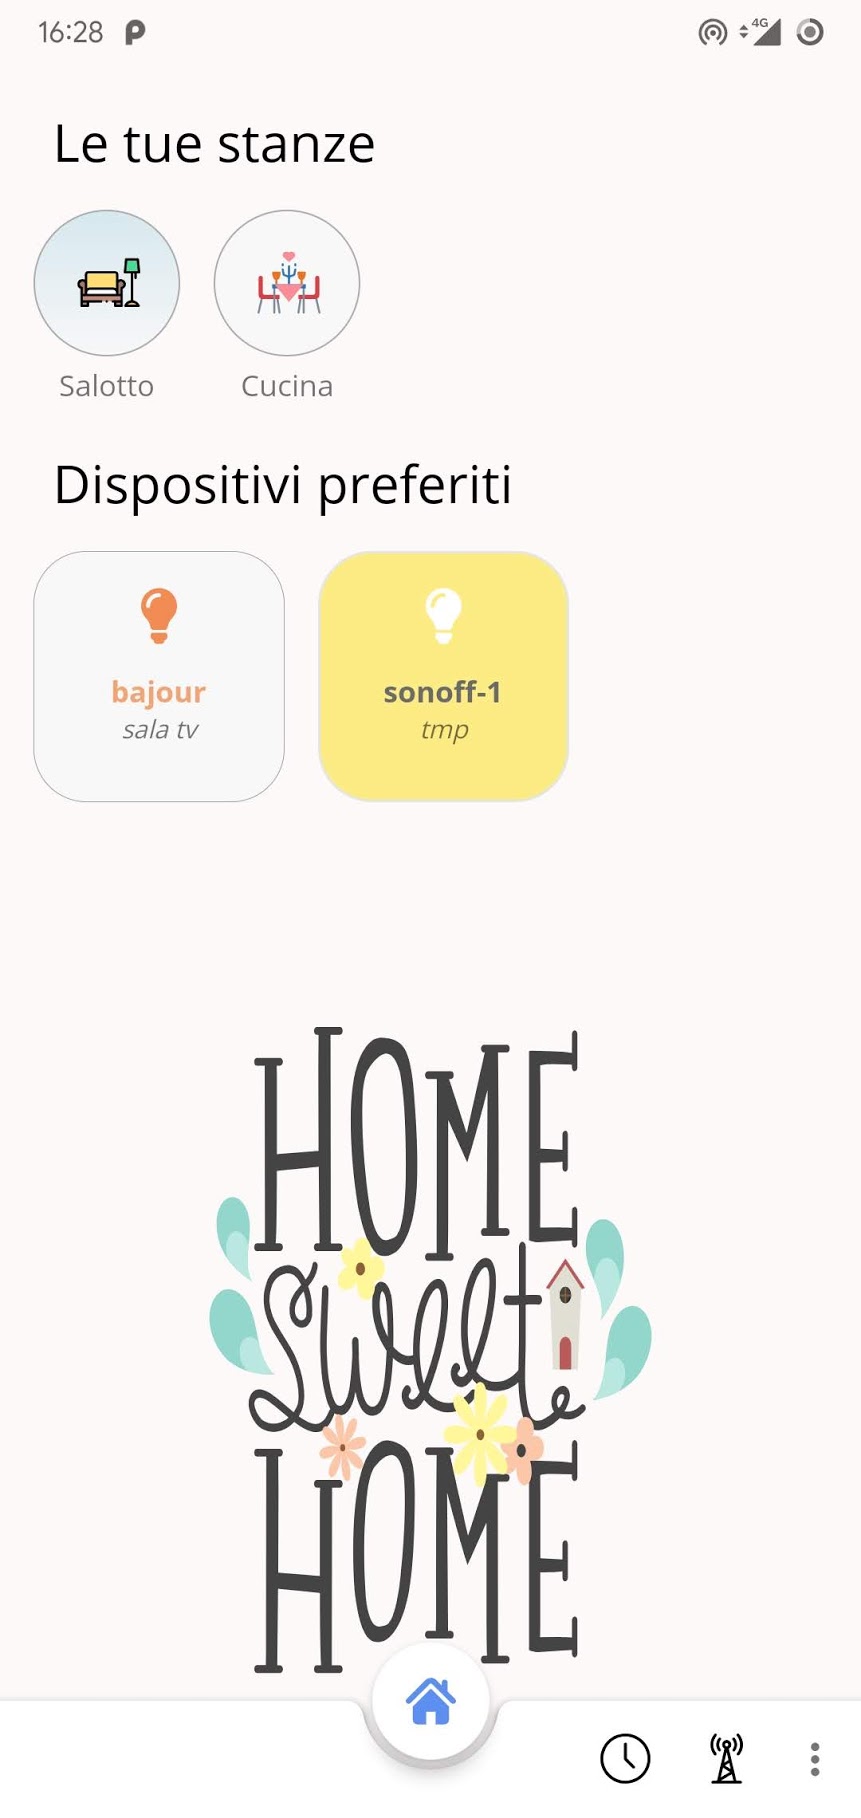 16:28
4G
Le tue stanze
Salotto
Cucina
Dispositivi preferiti
bajour
sala tv
sonoff-1
tmp
HOME
Sweet
HOME